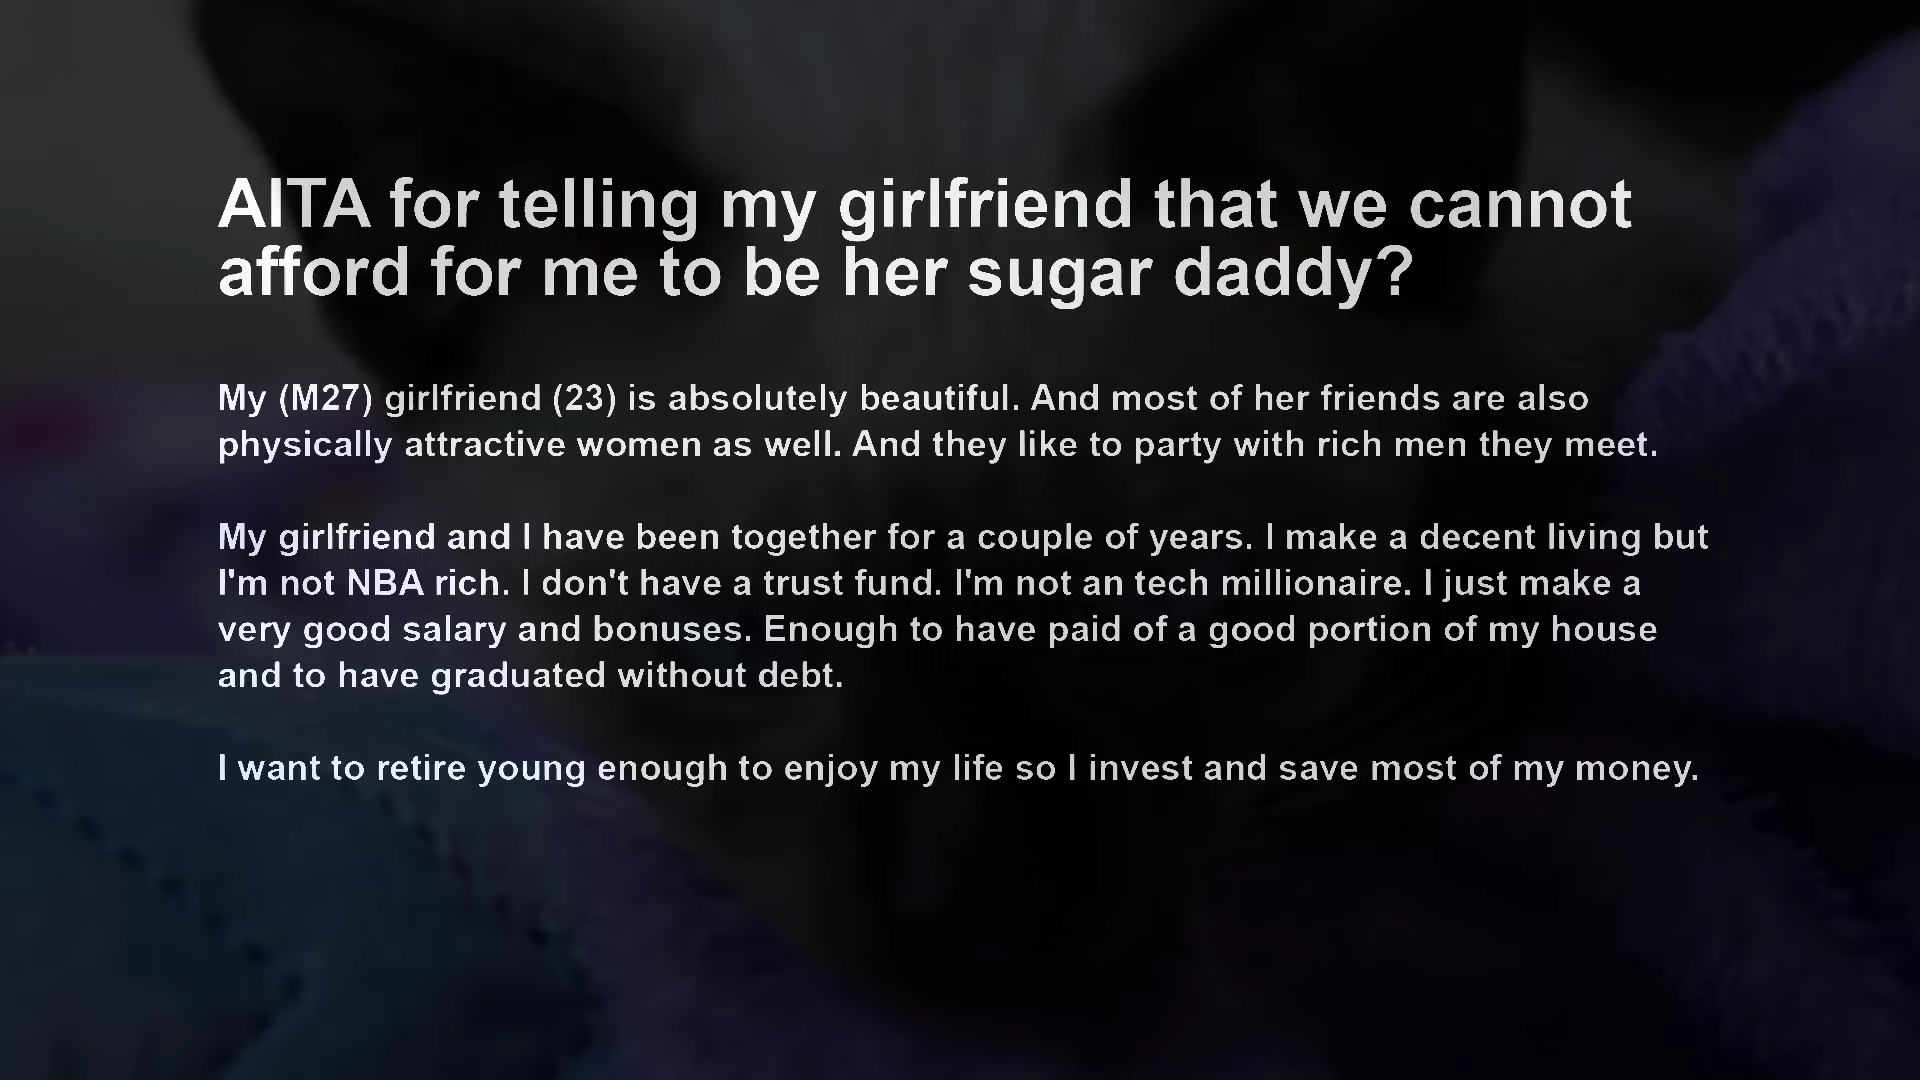 AITA for telling my girlfriend that we cannot
afford for me to be her sugar daddy?
My (M27) girlfriend (23) is absolutely beautiful. And most of her friends are also
physically attractive women as well. And they like to party with rich men they meet.
My girlfriend and I have been together for a couple of years. I make a decent living but
I'm not NBA rich. I don't have a trust fund. I'm not an tech millionaire. I just make a
very good salary and bonuses. Enough to have paid of a good portion of my house
and to have graduated without debt.
I want to retire young enough to enjoy my life so I invest and save most of my money.